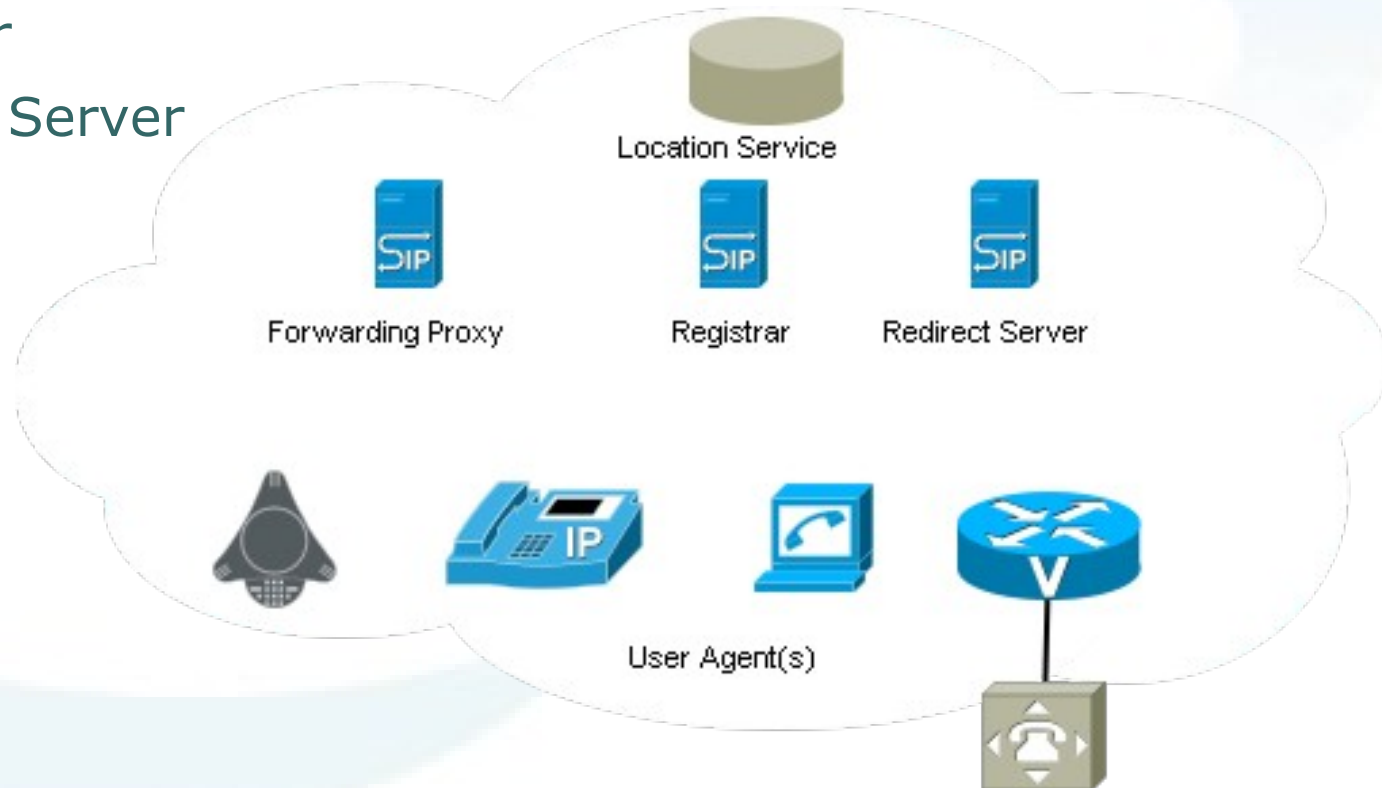 r
Server
Location Service
SIP
SIP
SIP
Forwarding Proxy
Registrar
Redirect Server
IP
V
User Agent(s)